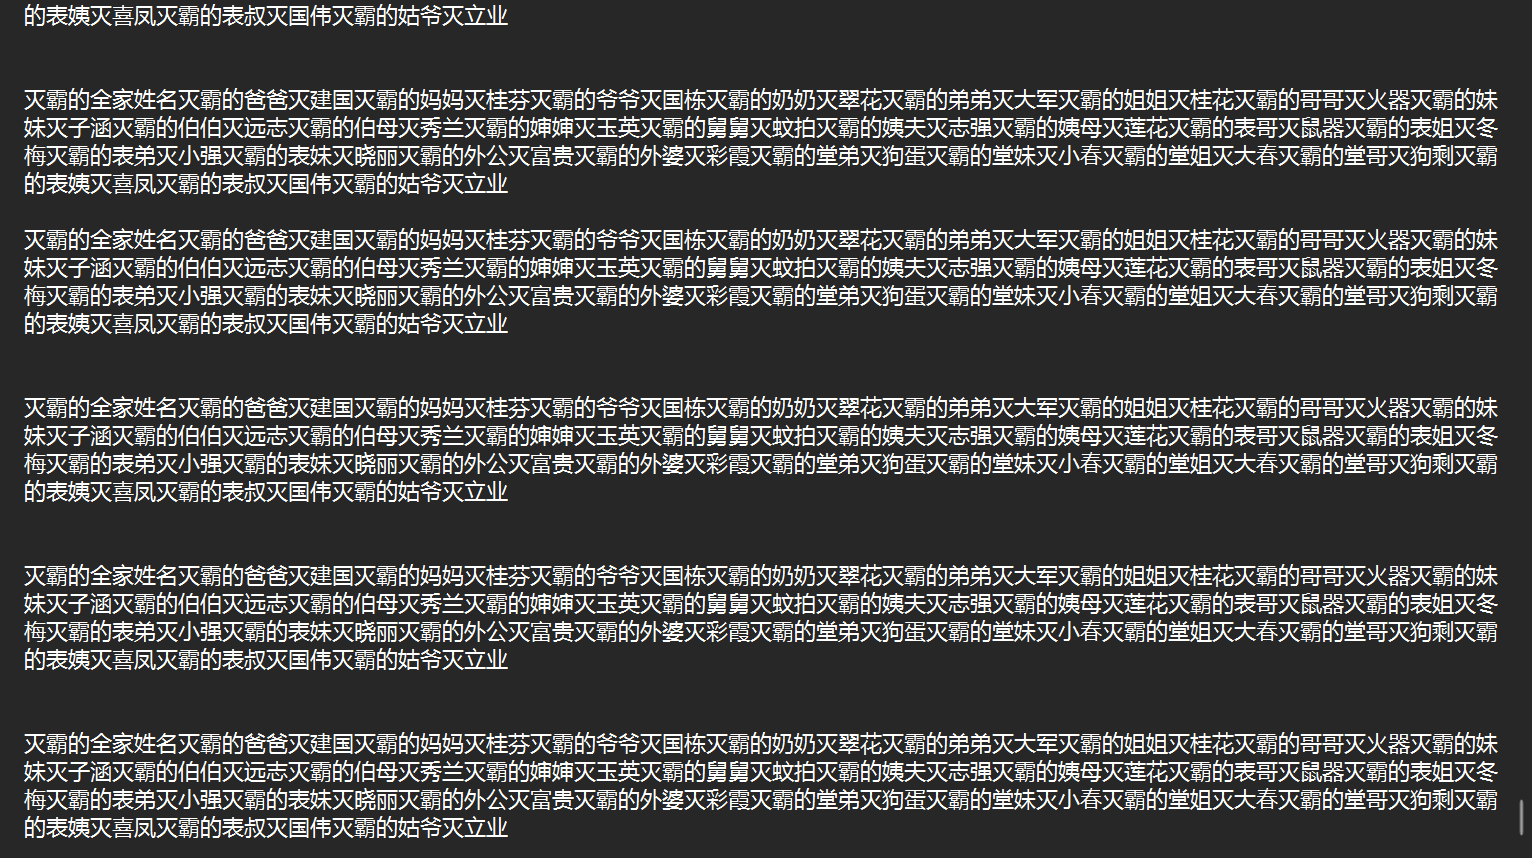 的表姨灭喜凤灭霸的表叔灭国伟灭霸的姑爷灭立业
灭霸的全家姓名灭霸的爸爸灭建国灭霸的妈妈灭桂芬灭霸的爷爷灭国栋灭霸的奶奶灭翠花灭霸的弟弟灭大军灭霸的姐姐灭桂花灭霸的哥哥灭火器灭霸的妹
妹灭子涵灭霸的伯伯灭远志灭霸的伯母灭秀兰灭霸的婶婶灭玉英灭霸的舅舅灭蚊拍灭霸的姨夫灭志强灭霸的姨母灭莲花灭霸的表哥灭鼠器灭霸的表姐灭冬
梅灭霸的表弟灭小强灭霸的表妹灭晓丽灭霸的外公灭富贵灭霸的外婆灭彩霞灭霸的堂弟灭狗蛋灭霸的堂妹灭小春灭霸的堂姐灭大春灭霸的堂哥灭狗剩灭霸
的表姨灭喜凤灭霸的表叔灭国伟灭霸的姑爷灭立业
灭霸的全家姓名灭霸的爸爸灭建国灭霸的妈妈灭桂芬灭霸的爷爷灭国栋灭霸的奶奶灭翠花灭霸的弟弟灭大军灭霸的姐姐灭桂花灭霸的哥哥灭火器灭霸的妹
妹灭子涵灭霸的伯伯灭远志灭霸的伯母灭秀兰灭霸的婶婶灭玉英灭霸的舅舅灭蚊拍灭霸的姨夫灭志强灭霸的姨母灭莲花灭霸的表哥灭鼠器灭霸的表姐灭冬
梅灭霸的表弟灭小强灭霸的表妹灭晓丽灭霸的外公灭富贵灭霸的外婆灭彩霞灭霸的堂弟灭狗蛋灭霸的堂妹灭小春灭霸的堂姐灭大春灭霸的堂哥灭狗剩灭霸
的表姨灭喜凤灭霸的表叔灭国伟灭霸的姑爷灭立业
灭霸的全家姓名灭霸的爸爸灭建国灭霸的妈妈灭桂芬灭霸的爷爷灭国栋灭霸的奶奶灭翠花灭霸的弟弟灭大军灭霸的姐姐灭桂花灭霸的哥哥灭火器灭霸的妹
妹灭子涵灭霸的伯伯灭远志灭霸的伯母灭秀兰灭霸的婶婶灭玉英灭霸的舅舅灭蚊拍灭霸的姨夫灭志强灭霸的姨母灭莲花灭霸的表哥灭鼠器灭霸的表姐灭冬
梅灭霸的表弟灭小强灭霸的表妹灭晓丽灭霸的外公灭富贵灭霸的外婆灭彩霞灭霸的堂弟灭狗蛋灭霸的堂妹灭小春灭霸的堂姐灭大春灭霸的堂哥灭狗剩灭霸
的表姨灭喜凤灭霸的表叔灭国伟灭霸的姑爷灭立业
灭霸的全家姓名灭霸的爸爸灭建国灭霸的妈妈灭桂芬灭霸的爷爷灭国栋灭霸的奶奶灭翠花灭霸的弟弟灭大军灭霸的姐姐灭桂花灭霸的哥哥灭火器灭霸的妹
妹灭子涵灭霸的伯伯灭远志灭霸的伯母灭秀兰灭霸的婶婶灭玉英灭霸的舅舅灭蚊拍灭霸的姨夫灭志强灭霸的姨母灭莲花灭霸的表哥灭鼠器灭霸的表姐灭冬
梅灭霸的表弟灭小强灭霸的表妹灭晓丽灭霸的外公灭富贵灭霸的外婆灭彩霞灭霸的堂弟灭狗蛋灭霸的堂妹灭小春灭霸的堂姐灭大春灭霸的堂哥灭狗剩灭霸
的表姨灭喜凤灭霸的表叔灭国伟灭霸的姑爷灭立业
灭霸的全家姓名灭霸的爸爸灭建国灭霸的妈妈灭桂芬灭霸的爷爷灭国栋灭霸的奶奶灭翠花灭霸的弟弟灭大军灭霸的姐姐灭桂花灭霸的哥哥灭火器灭霸的妹
妹灭子涵灭霸的伯伯灭远志灭霸的伯母灭秀兰灭霸的婶婶灭玉英灭霸的舅舅灭蚊拍灭霸的姨夫灭志强灭霸的姨母灭莲花灭霸的表哥灭鼠器灭霸的表姐灭冬
梅灭霸的表弟灭小强灭霸的表妹灭晓丽灭霸的外公灭富贵灭霸的外婆灭彩霞灭霸的堂弟灭狗蛋灭霸的堂妹灭小春灭霸的堂姐灭大春灭霸的堂哥灭狗剩灭霸
的表姨灭喜凤灭霸的表叔灭国伟灭霸的姑爷灭立业